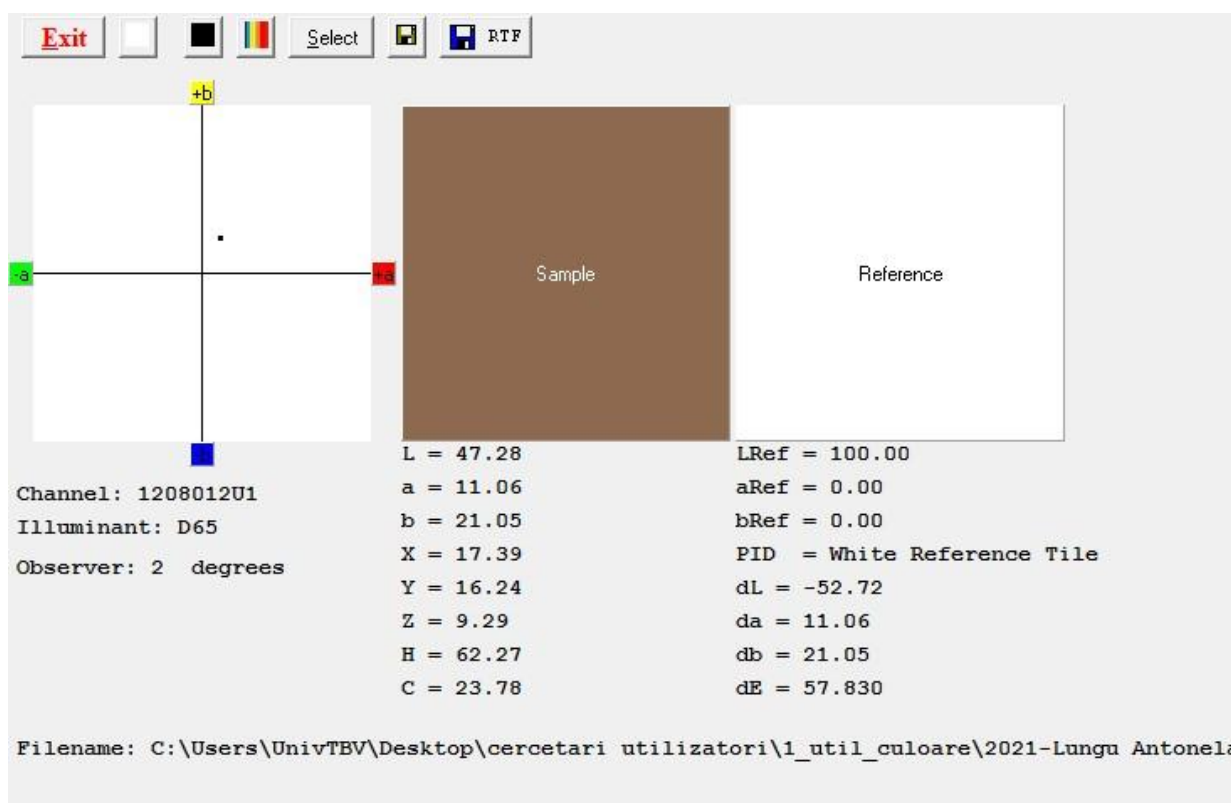 Exit Select RTF
+b
-a +a
Sample Reference
Channel: 1208012U1
Illuminant: D65
Observer: 2 degrees
L = 47.28
a = 11.06
b = 21.05
X = 17.39
Y = 16.24
Z = 9.29
H = 62.27
C = 23.78
LRef = 100.00
aRef = 0.00
bRef = 0.00
PID = White Reference Tile
dL = -52.72
da = 11.06
db = 21.05
dE = 57.830
Filename: C:\Users\UnivTBV\Desktop\cercetari utilizatori\1_util_culoare\2021-Lungu Antonela